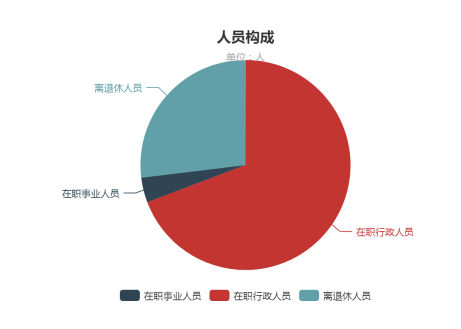 人员构成
单位：人
离退休人员
在职事业人员
在职行政人员
在职事业人员 在职行政人员 离退休人员